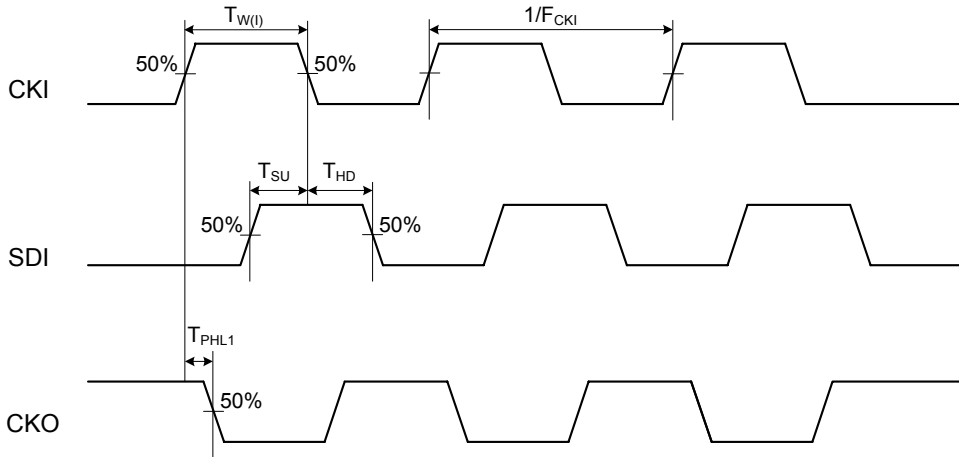 T_W(I) 1/F_CKI
50% 50%
CKI
T_SU T_HD
50% 50%
SDI
T_PHL1
50%
CKO